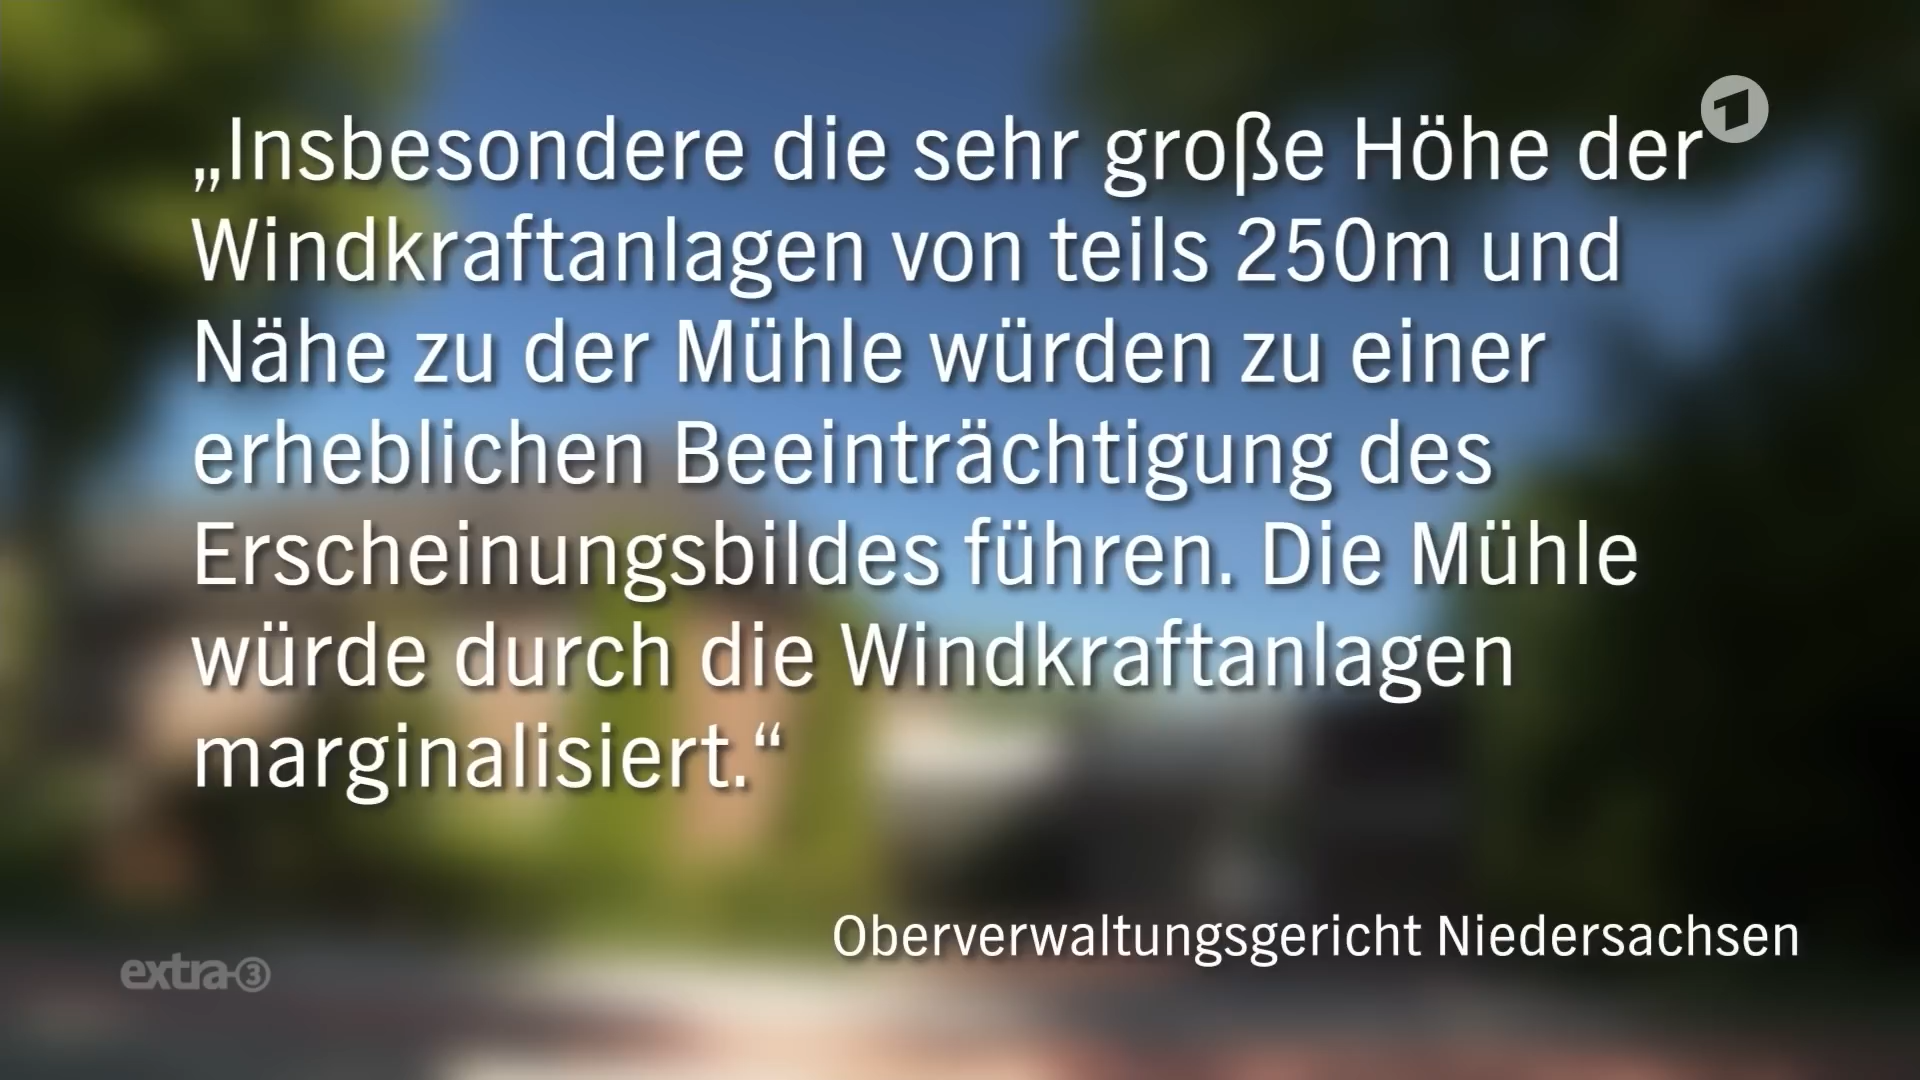 „Insbesondere die sehr große Höhe der
Windkraftanlagen von teils 250m und
Nähe zu der Mühle würden zu einer
erheblichen Beeinträchtigung des
Erscheinungsbildes führen. Die Mühle
würde durch die Windkraftanlagen
marginalisiert.“
Oberverwaltungsgericht Niedersachsen
extra-3
1